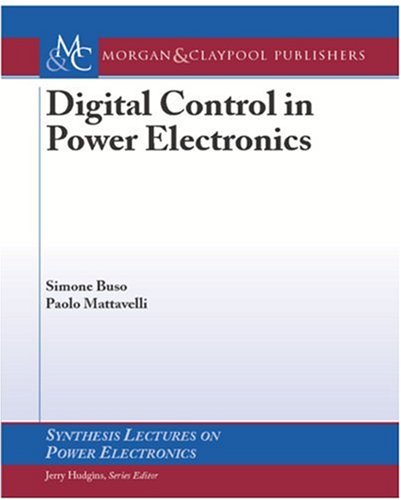 M
&C
MORGAN & CLAYPOOL PUBLISHERS
Digital Control in
Power Electronics
Simone Buso
Paolo Mattavelli
SYNTHESIS LECTURES ON
POWER ELECTRONICS
Jerry Hudgins, Series Editor